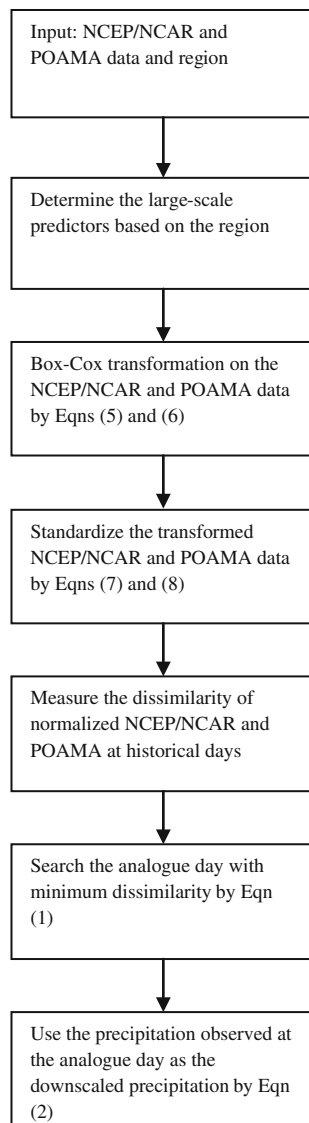 Input: NCEP/NCAR and
POAMA data and region
Determine the large-scale
predictors based on the region
Box-Cox transformation on the
NCEP/NCAR and POAMA data
by Eqns (5) and (6)
Standardize the transformed
NCEP/NCAR and POAMA data
by Eqns (7) and (8)
Measure the dissimilarity of
normalized NCEP/NCAR and
POAMA at historical days
Search the analogue day with
minimum dissimilarity by Eqn
(1)
Use the precipitation observed at
the analogue day as the
downscaled precipitation by Eqn
(2)